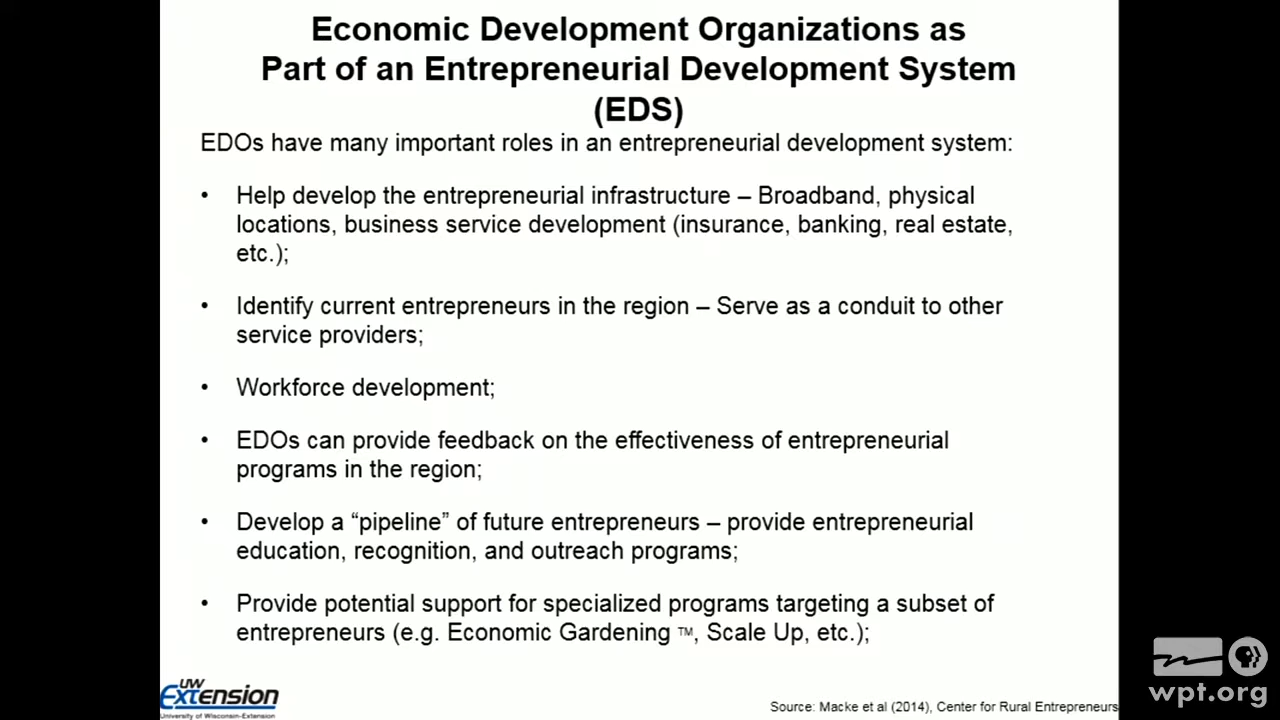 Economic Development Organizations as
Part of an Entrepreneurial Development System
(EDS)
EDOs have many important roles in an entrepreneurial development system:
• Help develop the entrepreneurial infrastructure – Broadband, physical
locations, business service development (insurance, banking, real estate,
etc.);
• Identify current entrepreneurs in the region – Serve as a conduit to other
service providers;
• Workforce development;
• EDOs can provide feedback on the effectiveness of entrepreneurial
programs in the region;
• Develop a “pipeline” of future entrepreneurs – provide entrepreneurial
education, recognition, and outreach programs;
• Provide potential support for specialized programs targeting a subset of
entrepreneurs (e.g. Economic Gardening ™, Scale Up, etc.);
UW
Extension
University of Wisconsin-Extension
Source: Macke et al (2014), Center for Rural Entrepreneurs
wpt.org